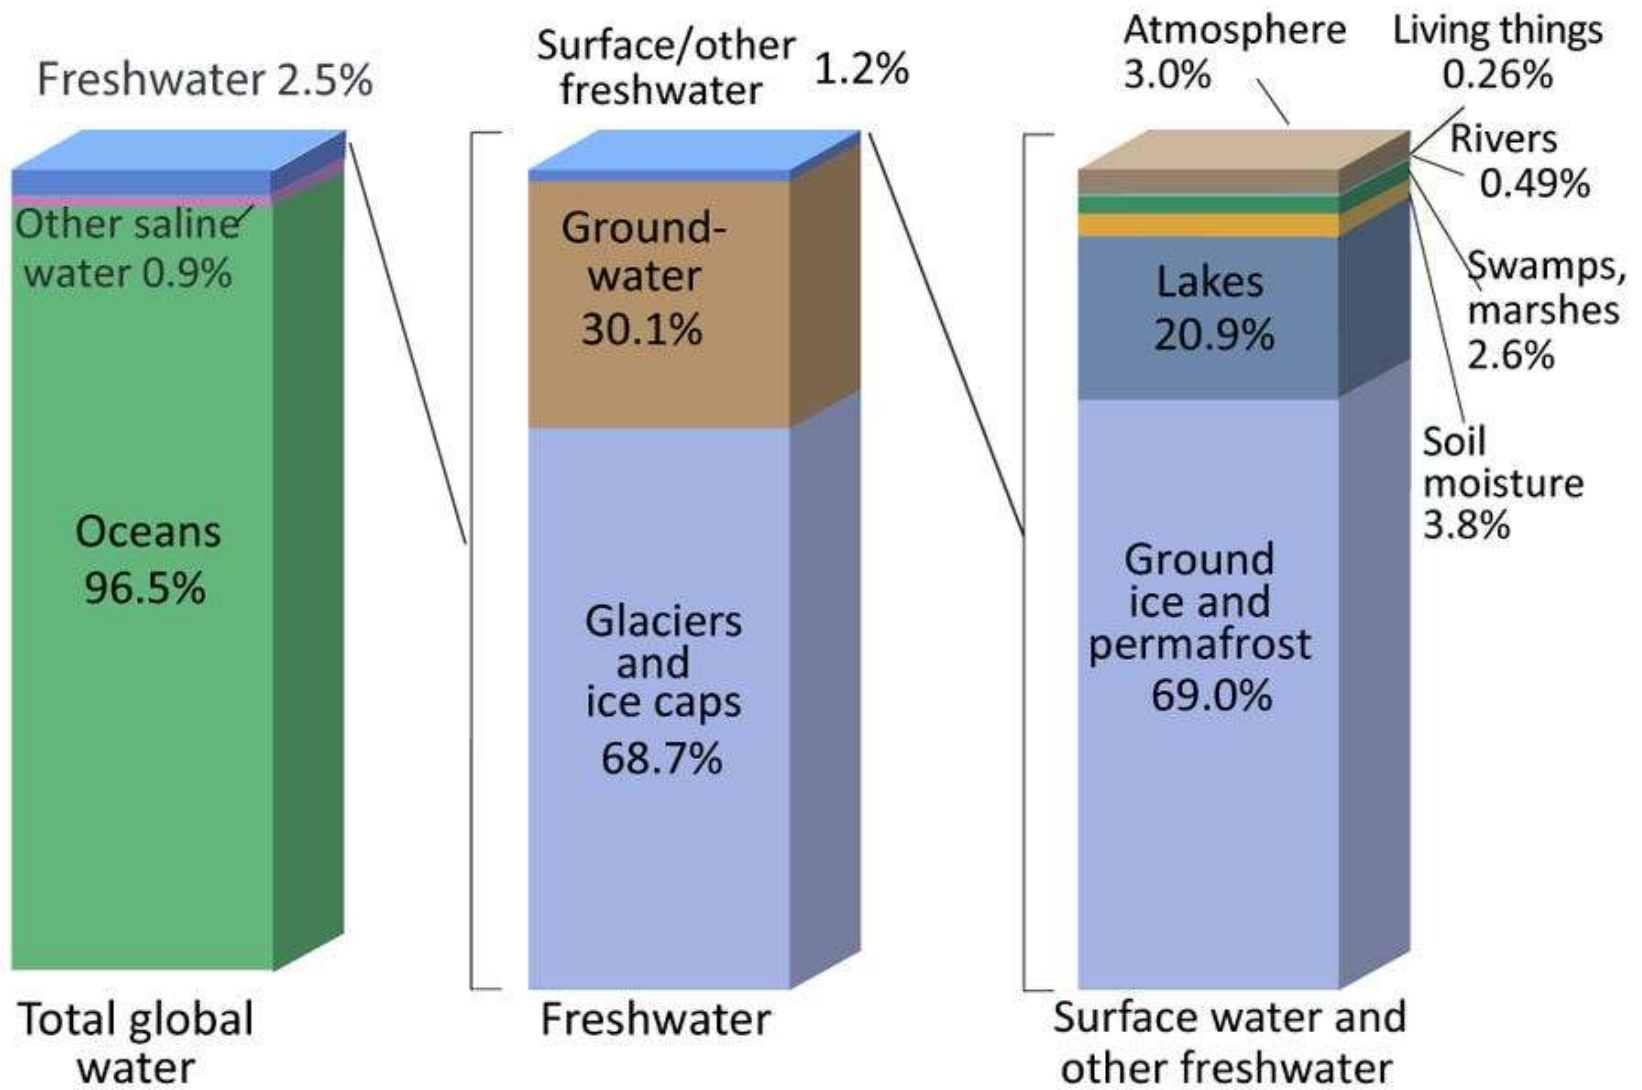 Freshwater 2.5%
Other saline
water 0.9%
Oceans
96.5%
Total global
water
Surface/other
freshwater 1.2%
Ground-
water
30.1%
Glaciers
and
ice caps
68.7%
Freshwater
Atmosphere
3.0%
Living things
0.26%
Rivers
0.49%
Swamps,
marshes
2.6%
Soil
moisture
3.8%
Lakes
20.9%
Ground
ice and
permafrost
69.0%
Surface water and
other freshwater